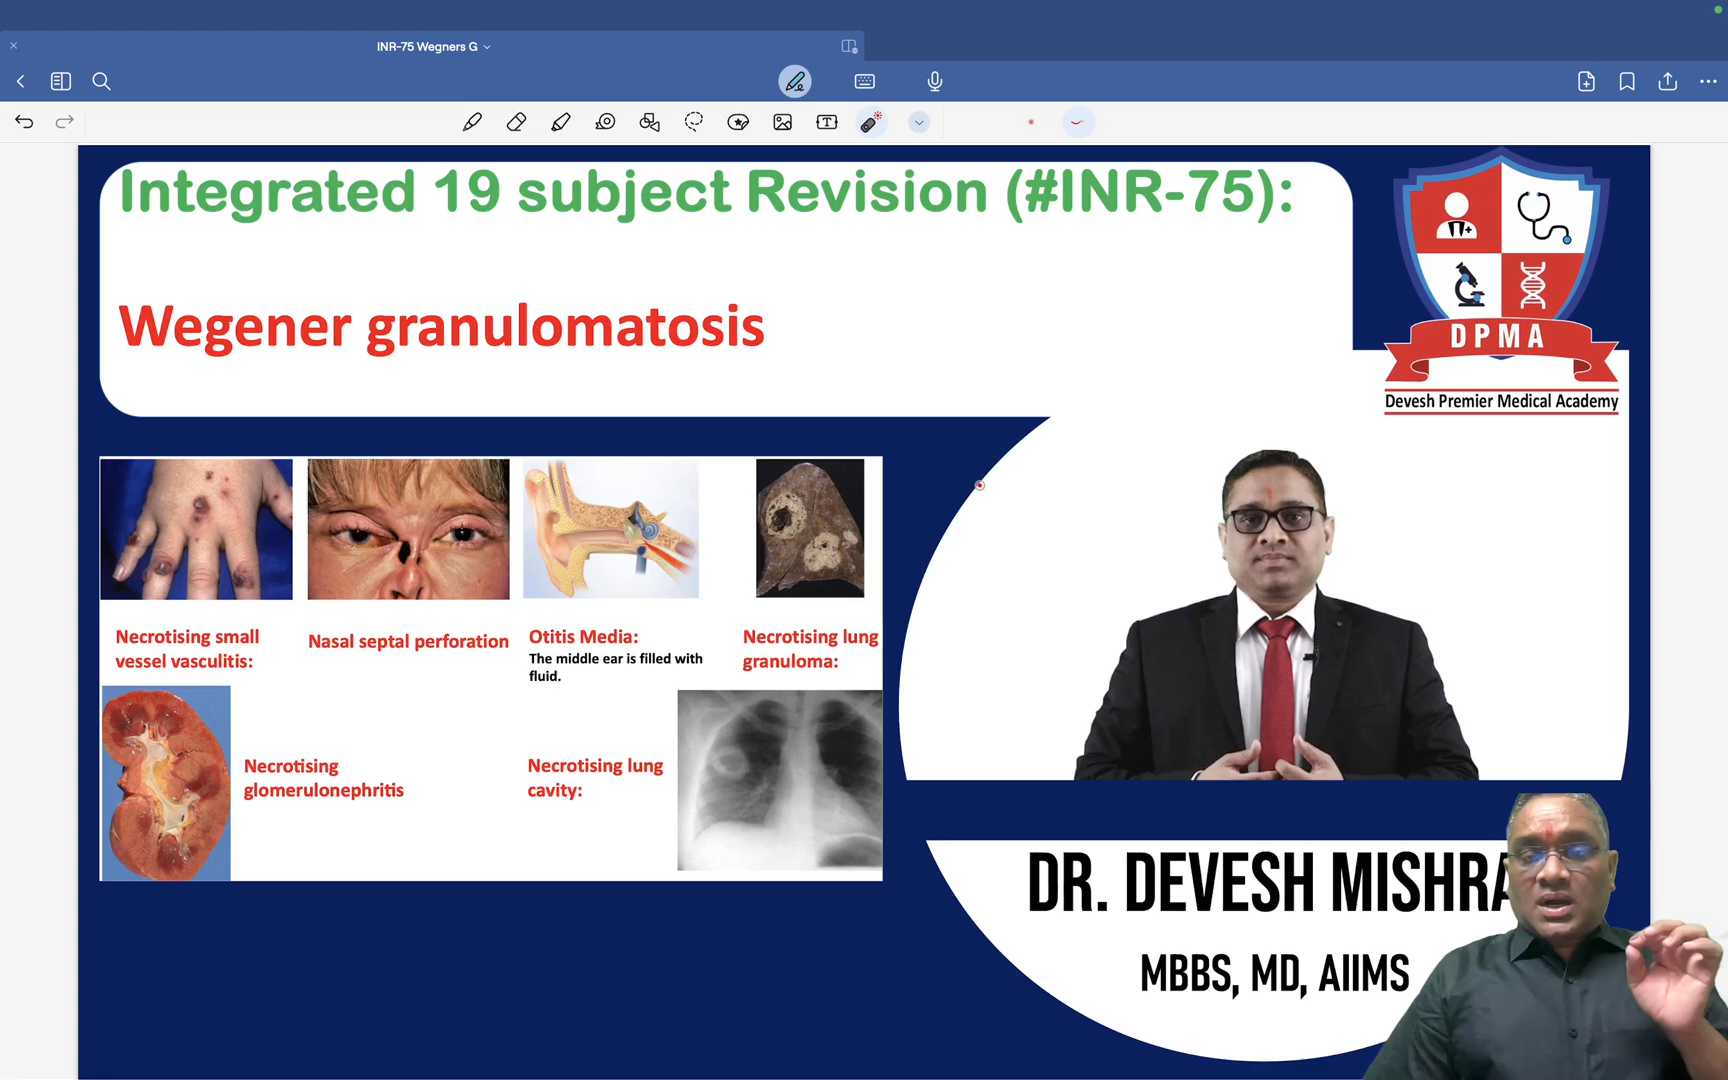 INR-75 Wegners G
Integrated 19 subject Revision (#INR-75):
Wegener granulomatosis
DPMA
Devesh Premier Medical Academy
Necrotising small
vessel vasculitis:
Nasal septal perforation
Otitis Media:
The middle ear is filled with
fluid.
Necrotising lung
granuloma:
Necrotising
glomerulonephritis
Necrotising lung
cavity:
DR. DEVESH MISHRA
MBBS, MD, AIIMS